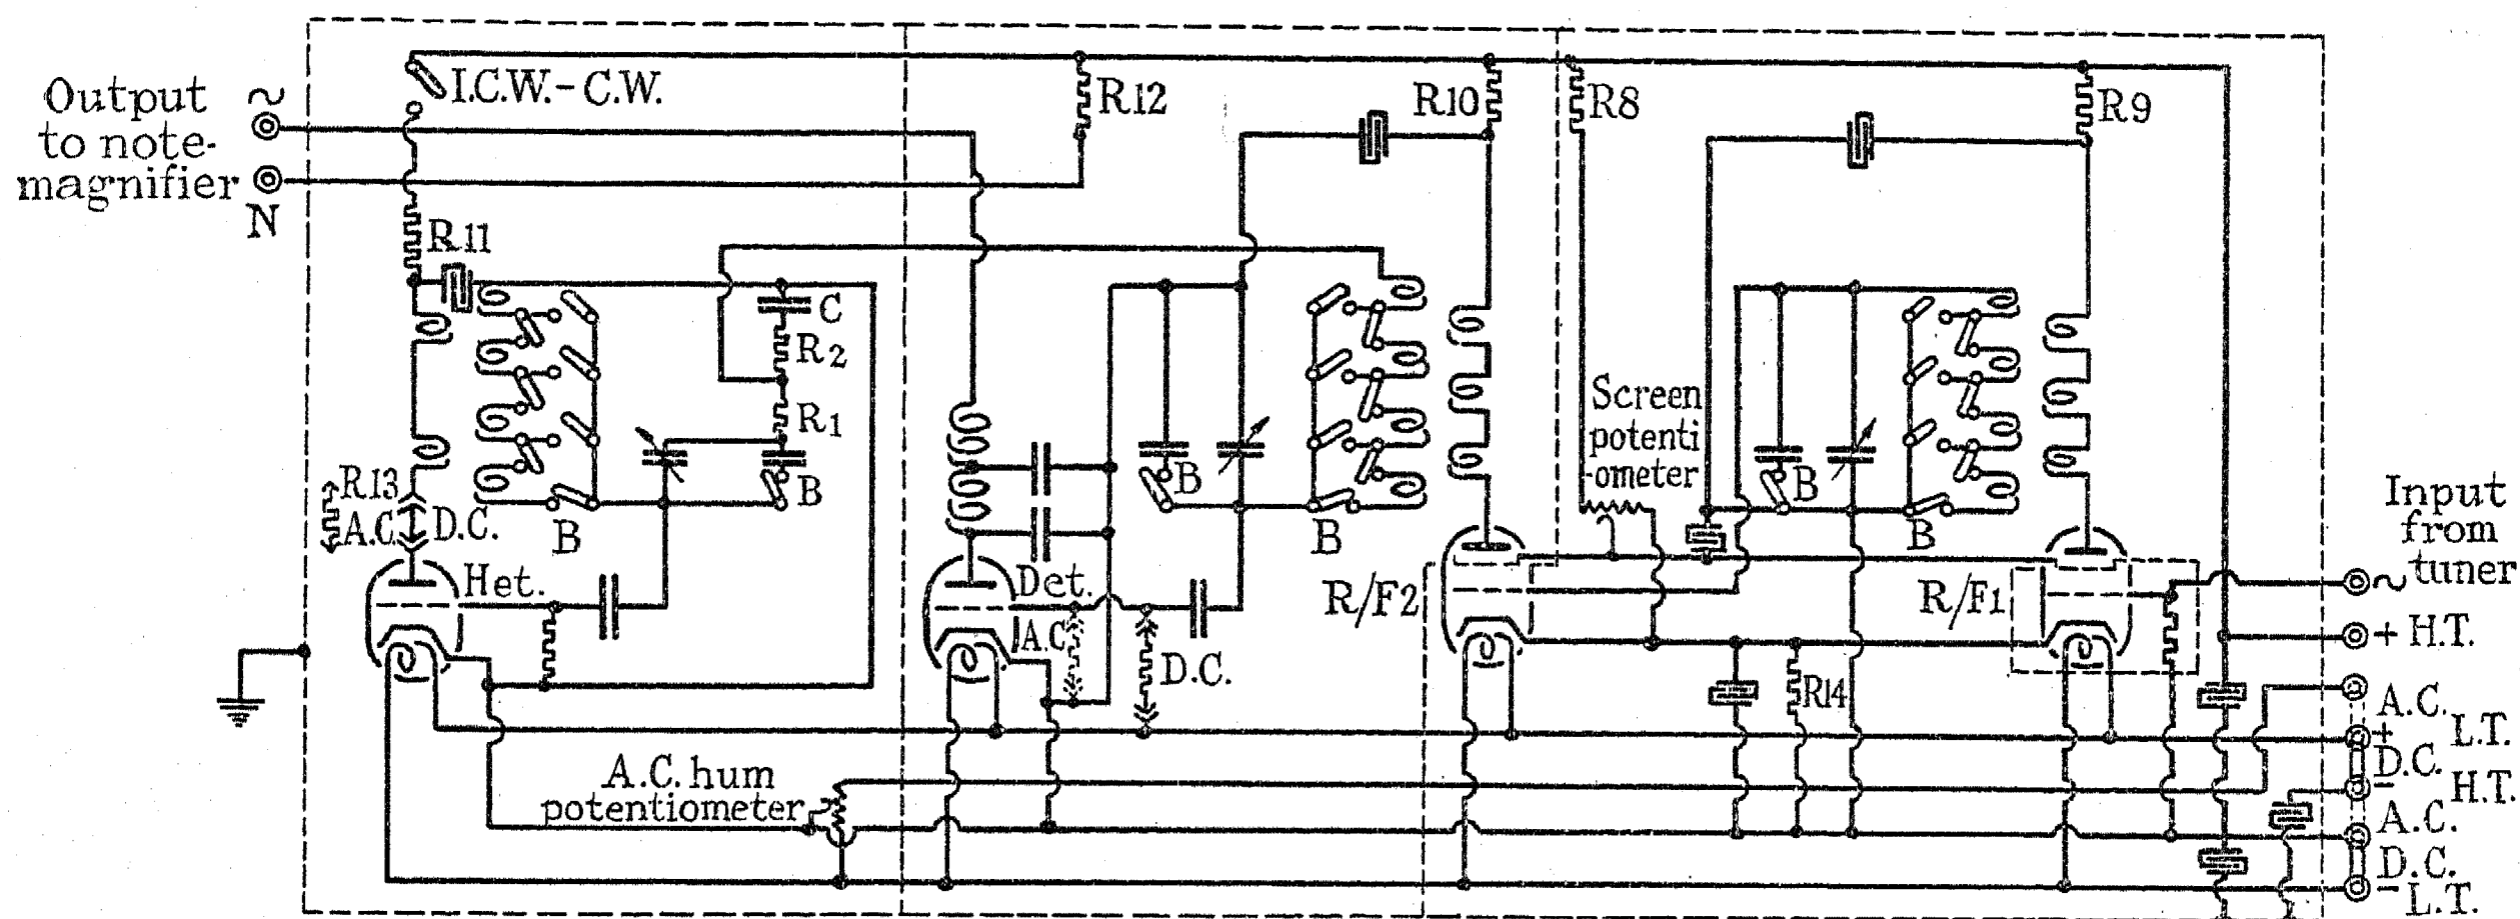 Output ~
to note-
magnifier
N
I.C.W.-C.W.
R12
R10
R8
R9
R11
C
R2
R1
B
B
R13
A.C.
D.C.
Het.
B
B
Det.
A.C.
D.C.
R/F2
Screen
potenti
-ometer
B
B
R/F1
R14
A.C. hum
potentiometer
Input
from
tuner
~
+ H.T.
A.C.
+ L.T.
D.C.
- H.T.
A.C.
D.C.
- L.T.